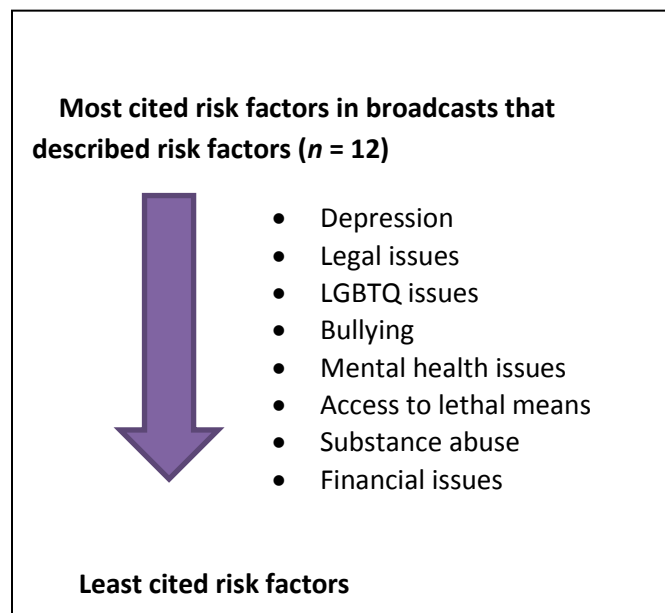 Most cited risk factors in broadcasts that
described risk factors (n = 12)
• Depression
• Legal issues
• LGBTQ issues
• Bullying
• Mental health issues
• Access to lethal means
• Substance abuse
• Financial issues
Least cited risk factors